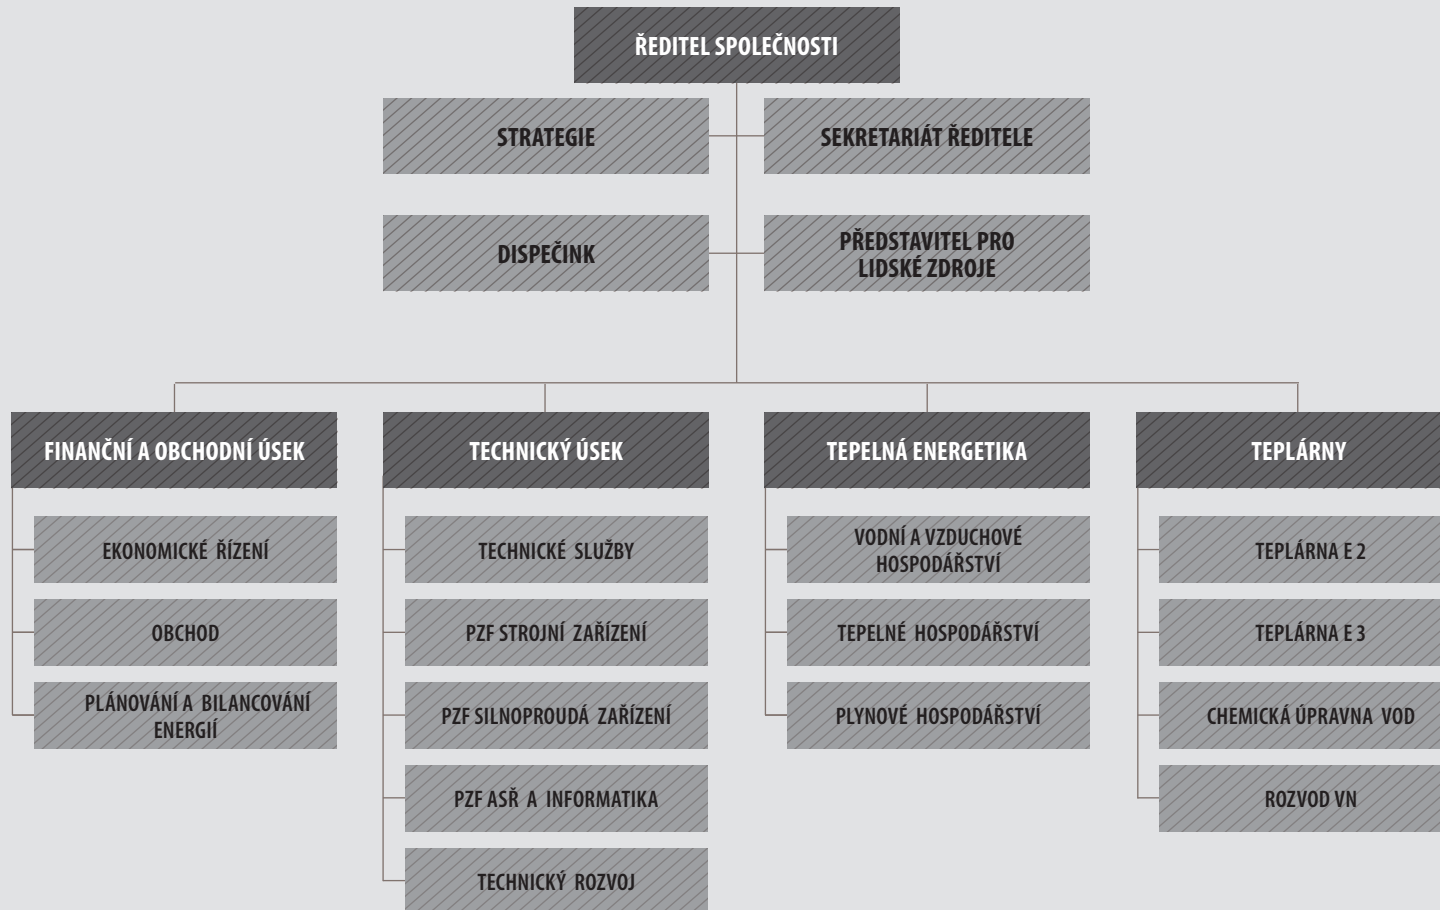 ŘEDITEL SPOLEČNOSTI
STRATEGIE
SEKRETARIÁT ŘEDITELE
DISPEČINK
PŘEDSTAVITEL PRO
LIDSKÉ ZDROJE
FINANČNÍ A OBCHODNÍ ÚSEK
EKONOMICKÉ ŘÍZENÍ
OBCHOD
PLÁNOVÁNÍ A BILANCOVÁNÍ
ENERGIÍ
TECHNICKÝ ÚSEK
TECHNICKÉ SLUŽBY
PZF STROJNÍ ZAŘÍZENÍ
PZF SILNOPROUDÁ ZAŘÍZENÍ
PZF ASŘ A INFORMATIKA
TECHNICKÝ ROZVOJ
TEPELNÁ ENERGETIKA
VODNÍ A VZDUCHOVÉ
HOSPODÁŘSTVÍ
TEPELNÉ HOSPODÁŘSTVÍ
PLYNOVÉ HOSPODÁŘSTVÍ
TEPLÁRNY
TEPLÁRNA E 2
TEPLÁRNA E 3
CHEMICKÁ ÚPRAVNA VOD
ROZVOD VN